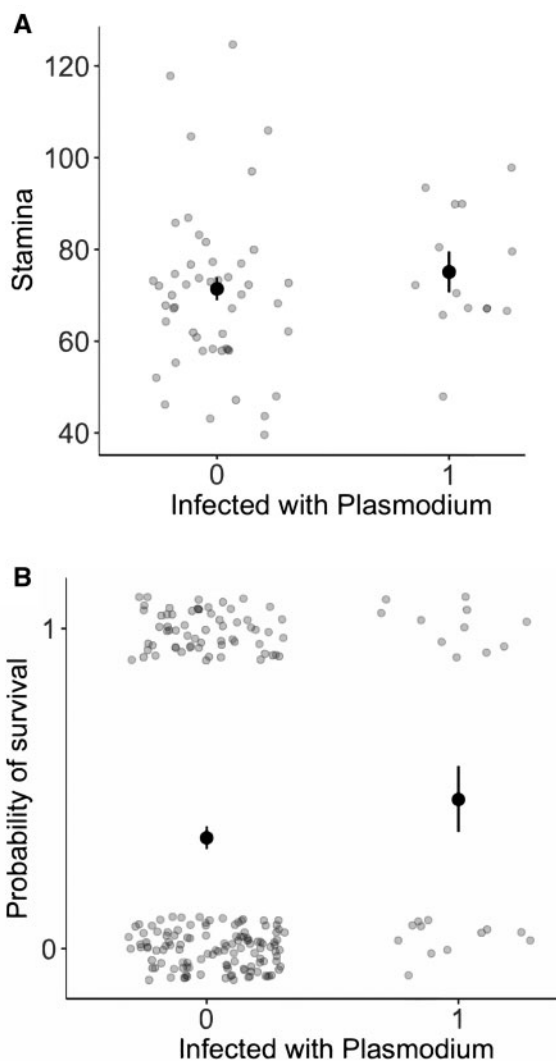 A
120
100
80
60
40
Stamina
0 1
Infected with Plasmodium
B
1
0
Probability of survival
0 1
Infected with Plasmodium